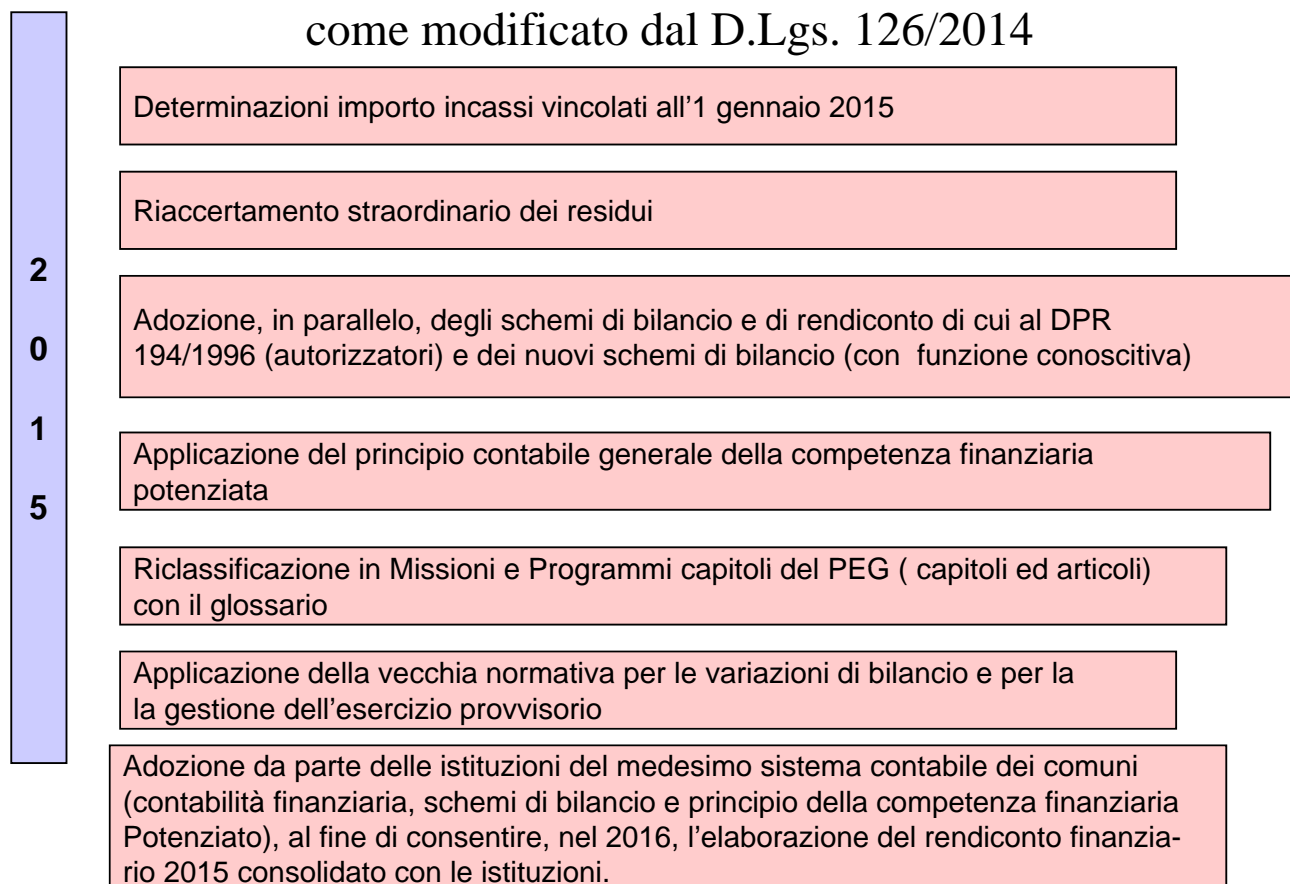 come modificato dal D.Lgs. 126/2014
2
0
1
5
Determinazioni importo incassi vincolati all'1 gennaio 2015
Riaccertamento straordinario dei residui
Adozione, in parallelo, degli schemi di bilancio e di rendiconto di cui al DPR
194/1996 (autorizzatori) e dei nuovi schemi di bilancio (con funzione conoscitiva)
Applicazione del principio contabile generale della competenza finanziaria
potenziata
Riclassificazione in Missioni e Programmi capitoli del PEG ( capitoli ed articoli)
con il glossario
Applicazione della vecchia normativa per le variazioni di bilancio e per la
la gestione dell'esercizio provvisorio
Adozione da parte delle istituzioni del medesimo sistema contabile dei comuni
(contabilità finanziaria, schemi di bilancio e principio della competenza finanziaria
Potenziato), al fine di consentire, nel 2016, l'elaborazione del rendiconto finanzia-
rio 2015 consolidato con le istituzioni.